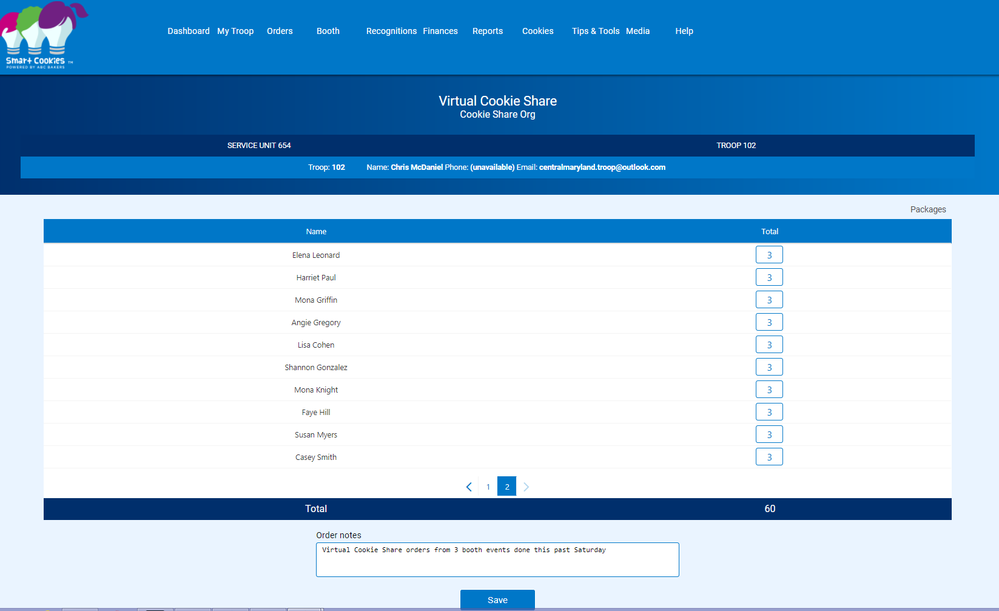 Smart Cookies ™
POWERED BY ABC BAKERS
Dashboard My Troop Orders Booth Recognitions Finances Reports Cookies Tips & Tools Media Help
Virtual Cookie Share
Cookie Share Org
SERVICE UNIT 654 TROOP 102
Troop: 102 Name: Chris McDaniel Phone: (unavailable) Email: centralmaryland.troop@outlook.com
Packages
Name Total
Elena Leonard 3
Harriet Paul 3
Mona Griffin 3
Angie Gregory 3
Lisa Cohen 3
Shannon Gonzalez 3
Mona Knight 3
Faye Hill 3
Susan Myers 3
Casey Smith 3
1 2
Total 60
Order notes
Virtual Cookie Share orders from 3 booth events done this past Saturday
Save